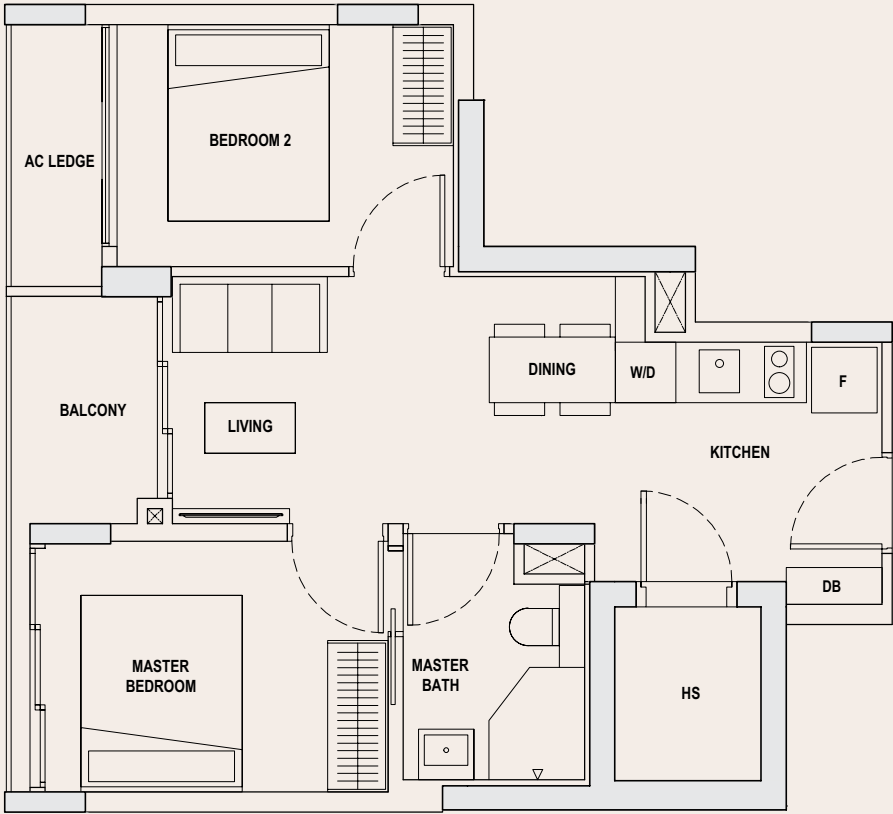 BEDROOM 2
AC LEDGE
DINING
W/D
F
BALCONY
LIVING
KITCHEN
DB
MASTER
BEDROOM
MASTER
BATH
HS